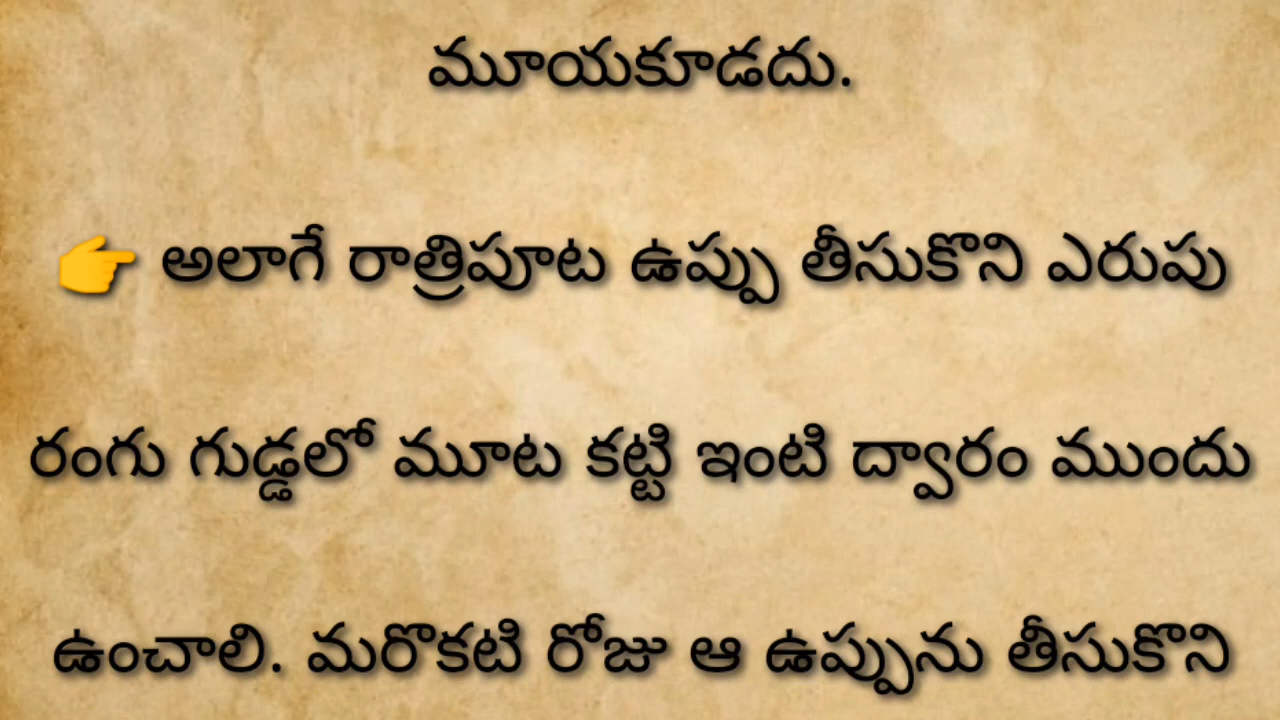 మూయకూడదు.
👉 అలాగే రాత్రిపూట ఉప్పు తీసుకొని ఎరుపు
రంగు గుడ్డలో మూట కట్టి ఇంటి ద్వారం ముందు
ఉంచాలి. మరొకటి రోజు ఆ ఉప్పును తీసుకొని